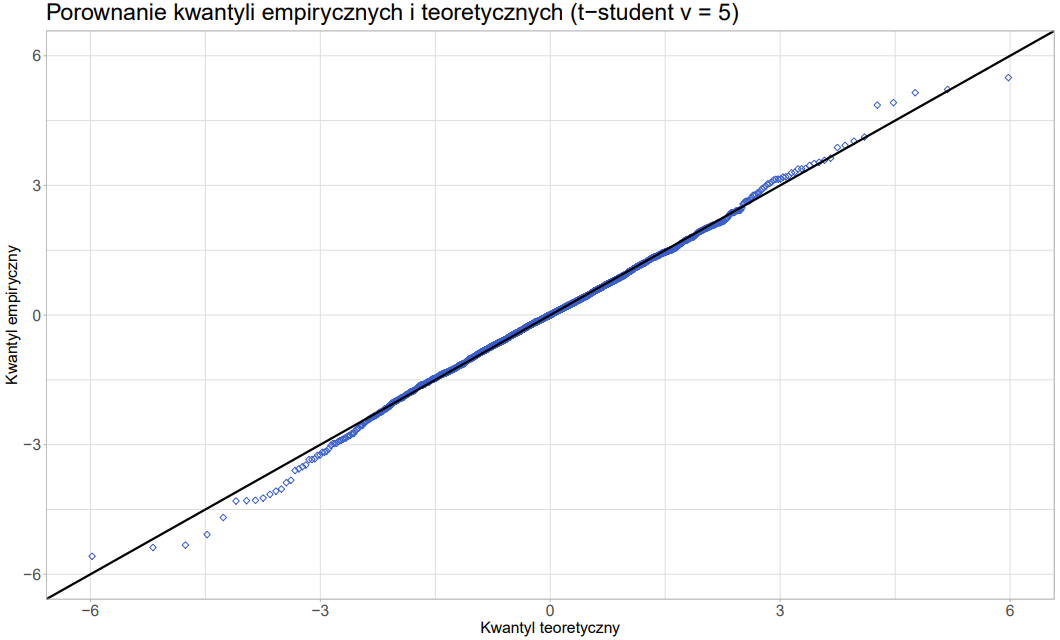 Porownanie kwantyli empirycznych i teoretycznych (t−student v = 5)
6
3
0
−3
−6
Kwantyl empiryczny
−6 −3 0 3 6
Kwantyl teoretyczny